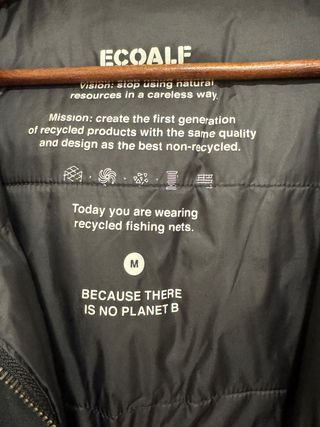 ECOALF
Vision: stop using natural
resources in a careless way.
Mission: create the first generation
of recycled products with the same quality
and design as the best non-recycled.
Today you are wearing
recycled fishing nets.
M
BECAUSE THERE
IS NO PLANET B